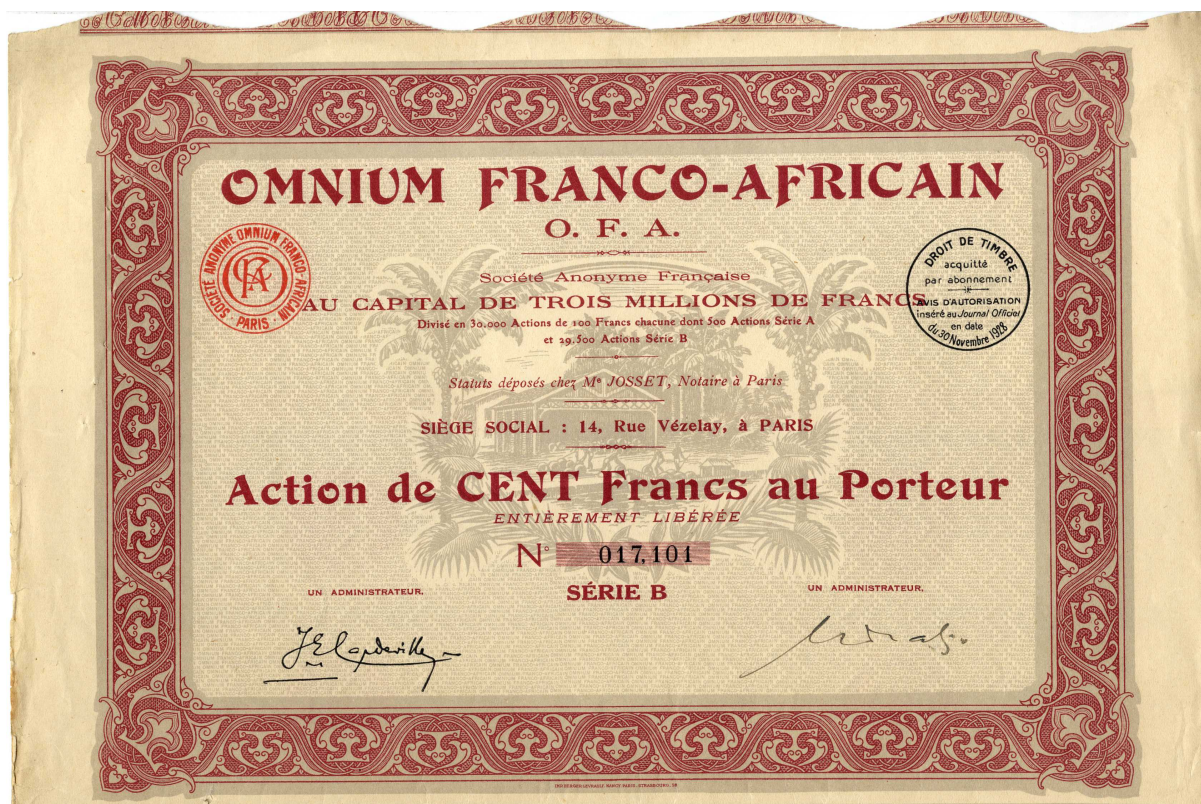 OMNIUM FRANCO-AFRICAIN
O. F. A.
SOCIÉTÉ ANONYME OMNIUM FRANCO-AFRICAIN
PARIS
OFA
Société Anonyme Française
AU CAPITAL DE TROIS MILLIONS DE FRANCS
Divisé en 30.000 Actions de 100 Francs chacune dont 500 Actions Série A
et 29.500 Actions Série B
DROIT DE TIMBRE
acquitté
par abonnement
AVIS D'AUTORISATION
inséré au Journal Officiel
en date
du 30 Novembre 1928
Statuts déposés chez Me JOSSET, Notaire à Paris
SIÈGE SOCIAL : 14, Rue Vézelay, à PARIS
Action de CENT Francs au Porteur
ENTIÈREMENT LIBÉRÉE
N° 017,101
SÉRIE B
UN ADMINISTRATEUR.
UN ADMINISTRATEUR.